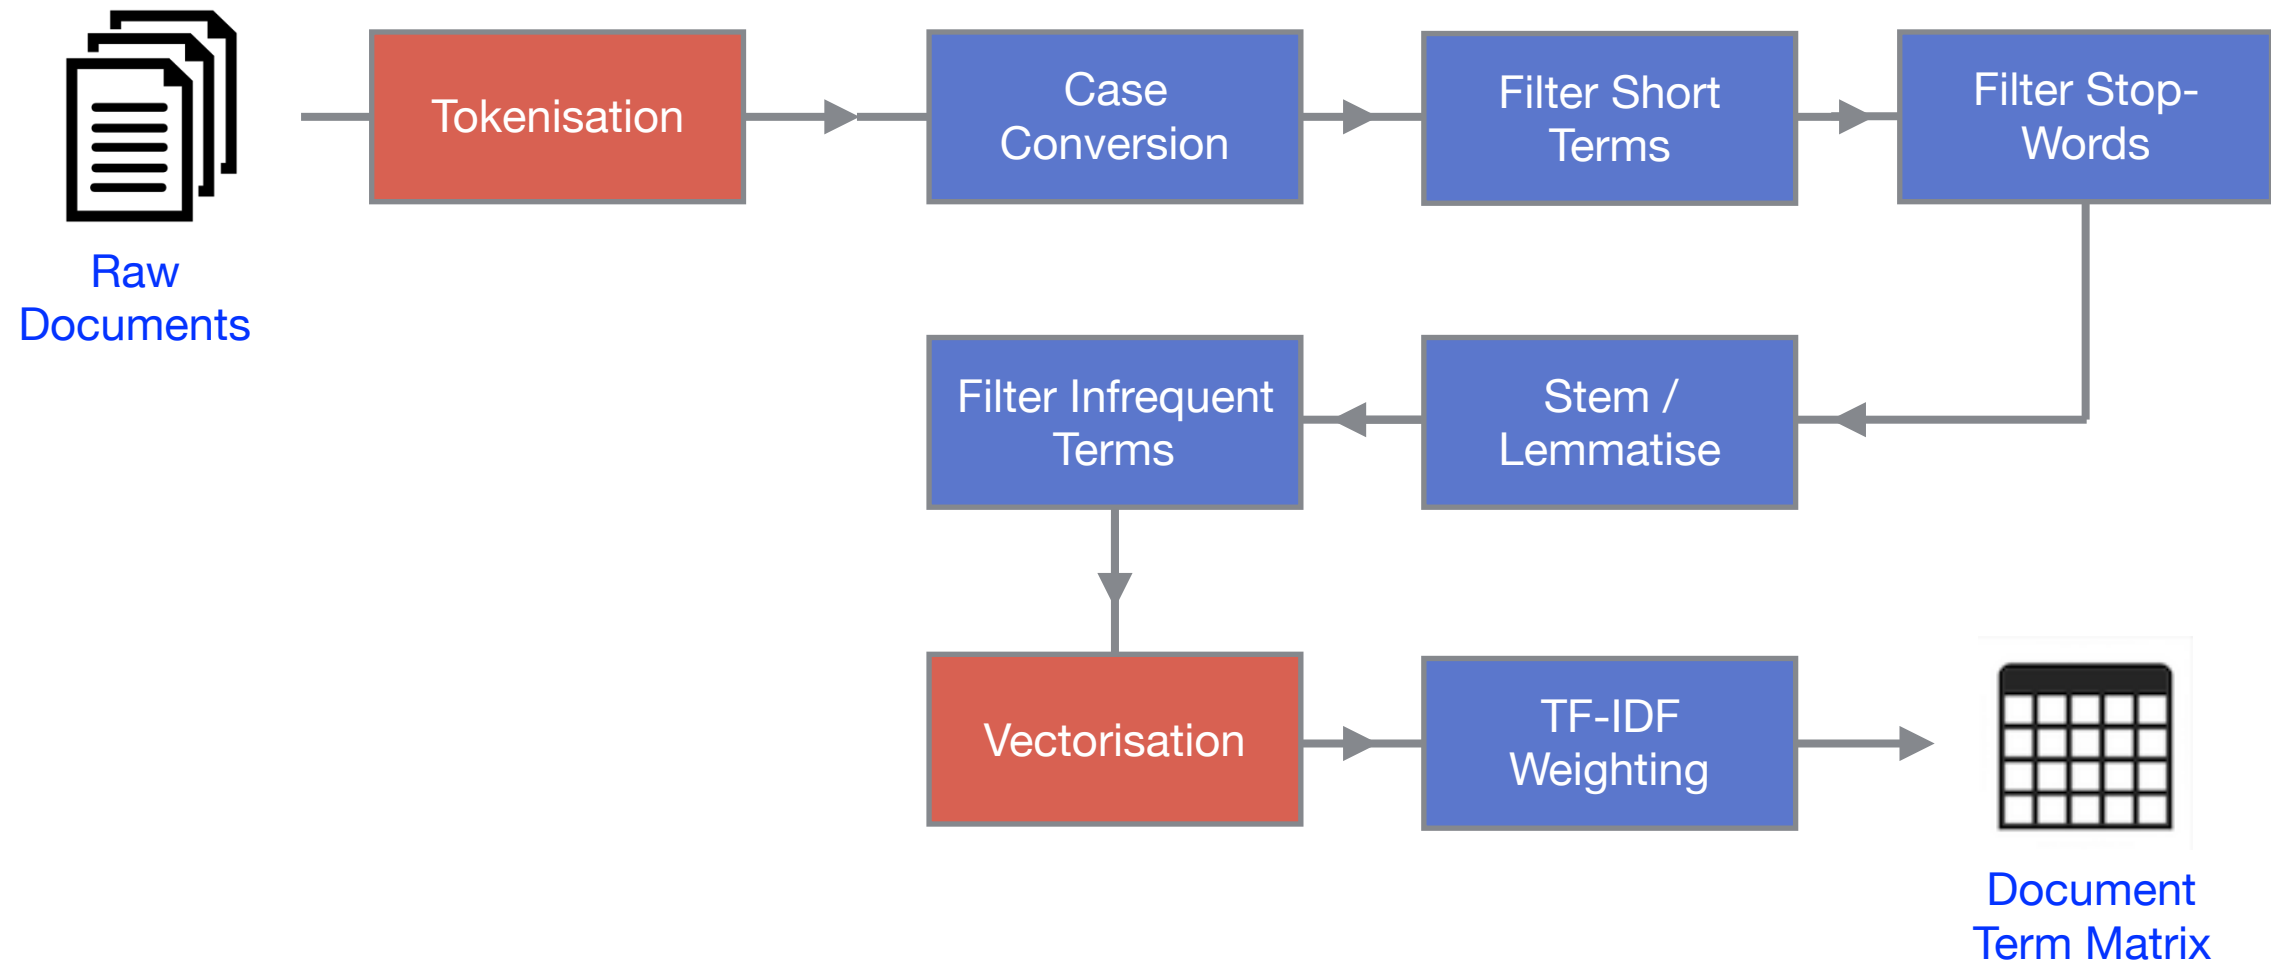 Raw
Documents
Tokenisation
Case
Conversion
Filter Short
Terms
Filter Stop-
Words
Stem /
Lemmatise
Filter Infrequent
Terms
Vectorisation
TF-IDF
Weighting
Document
Term Matrix